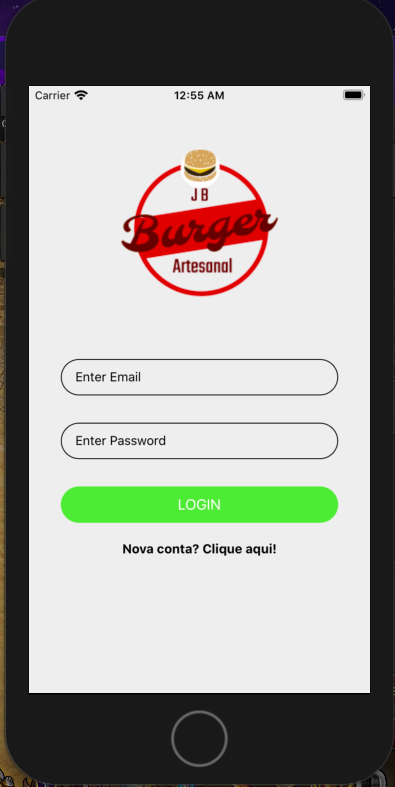 Carrier 12:55 AM
J B
Burger
Artesanal
Enter Email
Enter Password
LOGIN
Nova conta? Clique aqui!